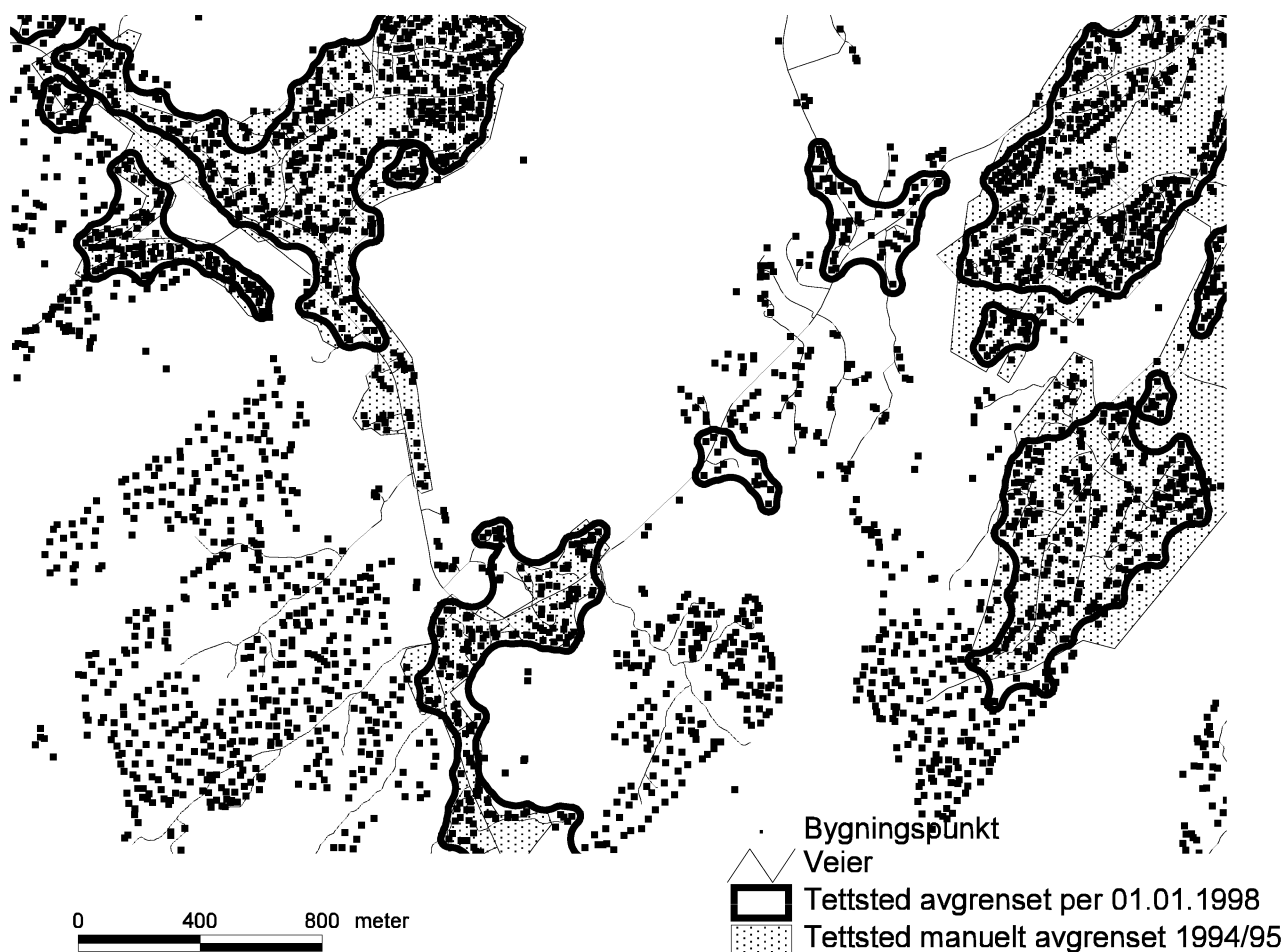 Bygningspunkt
Veier
Tettsted avgrenset per 01.01.1998
Tettsted manuelt avgrenset 1994/95
0 400 800 meter